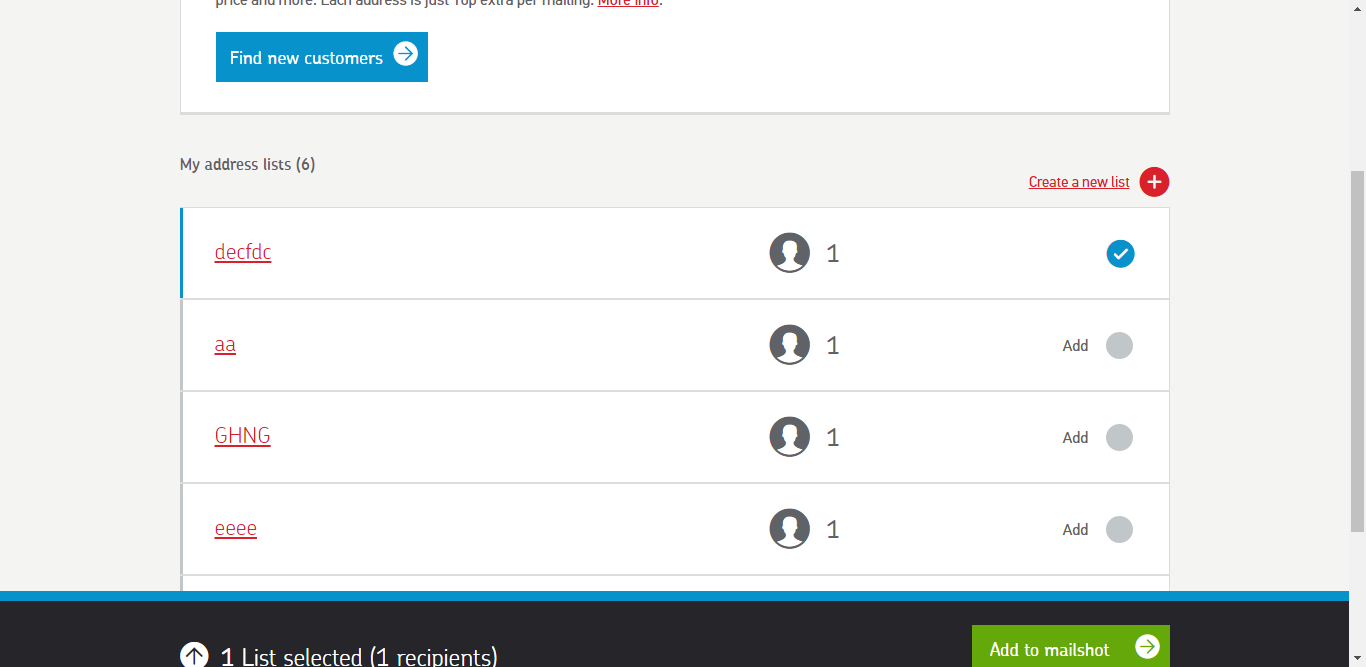 price and more. Each address is just 10p extra per mailing. More info.
Find new customers
My address lists (6)
Create a new list
decfdc 1
aa 1 Add
GHNG 1 Add
eeee 1 Add
1 List selected (1 recipients)
Add to mailshot